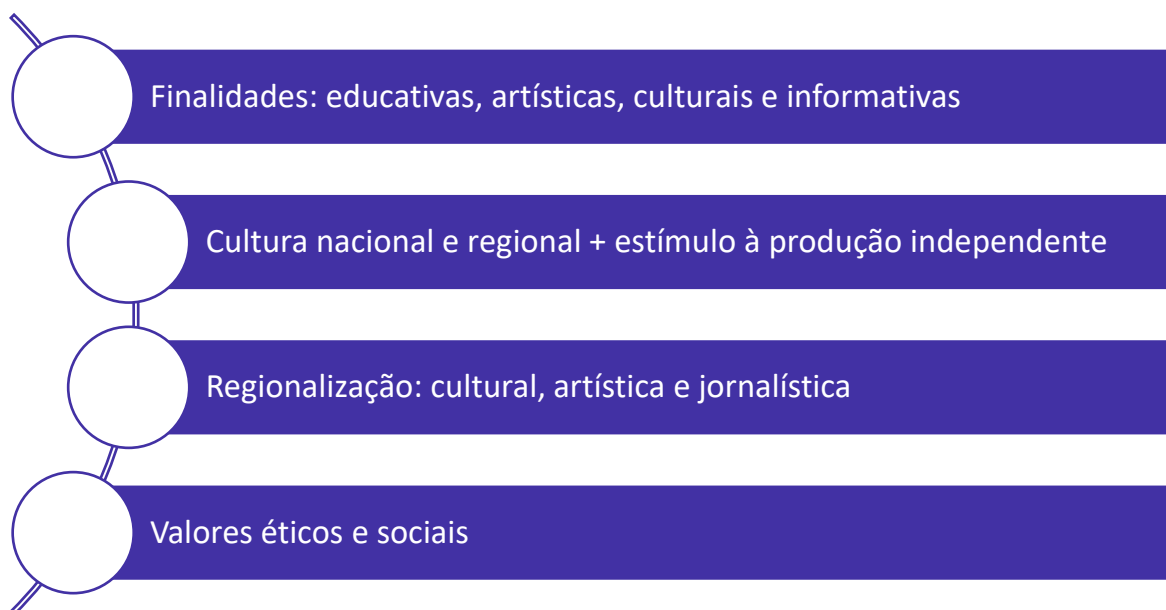 Finalidades: educativas, artísticas, culturais e informativas
Cultura nacional e regional + estímulo à produção independente
Regionalização: cultural, artística e jornalística
Valores éticos e sociais